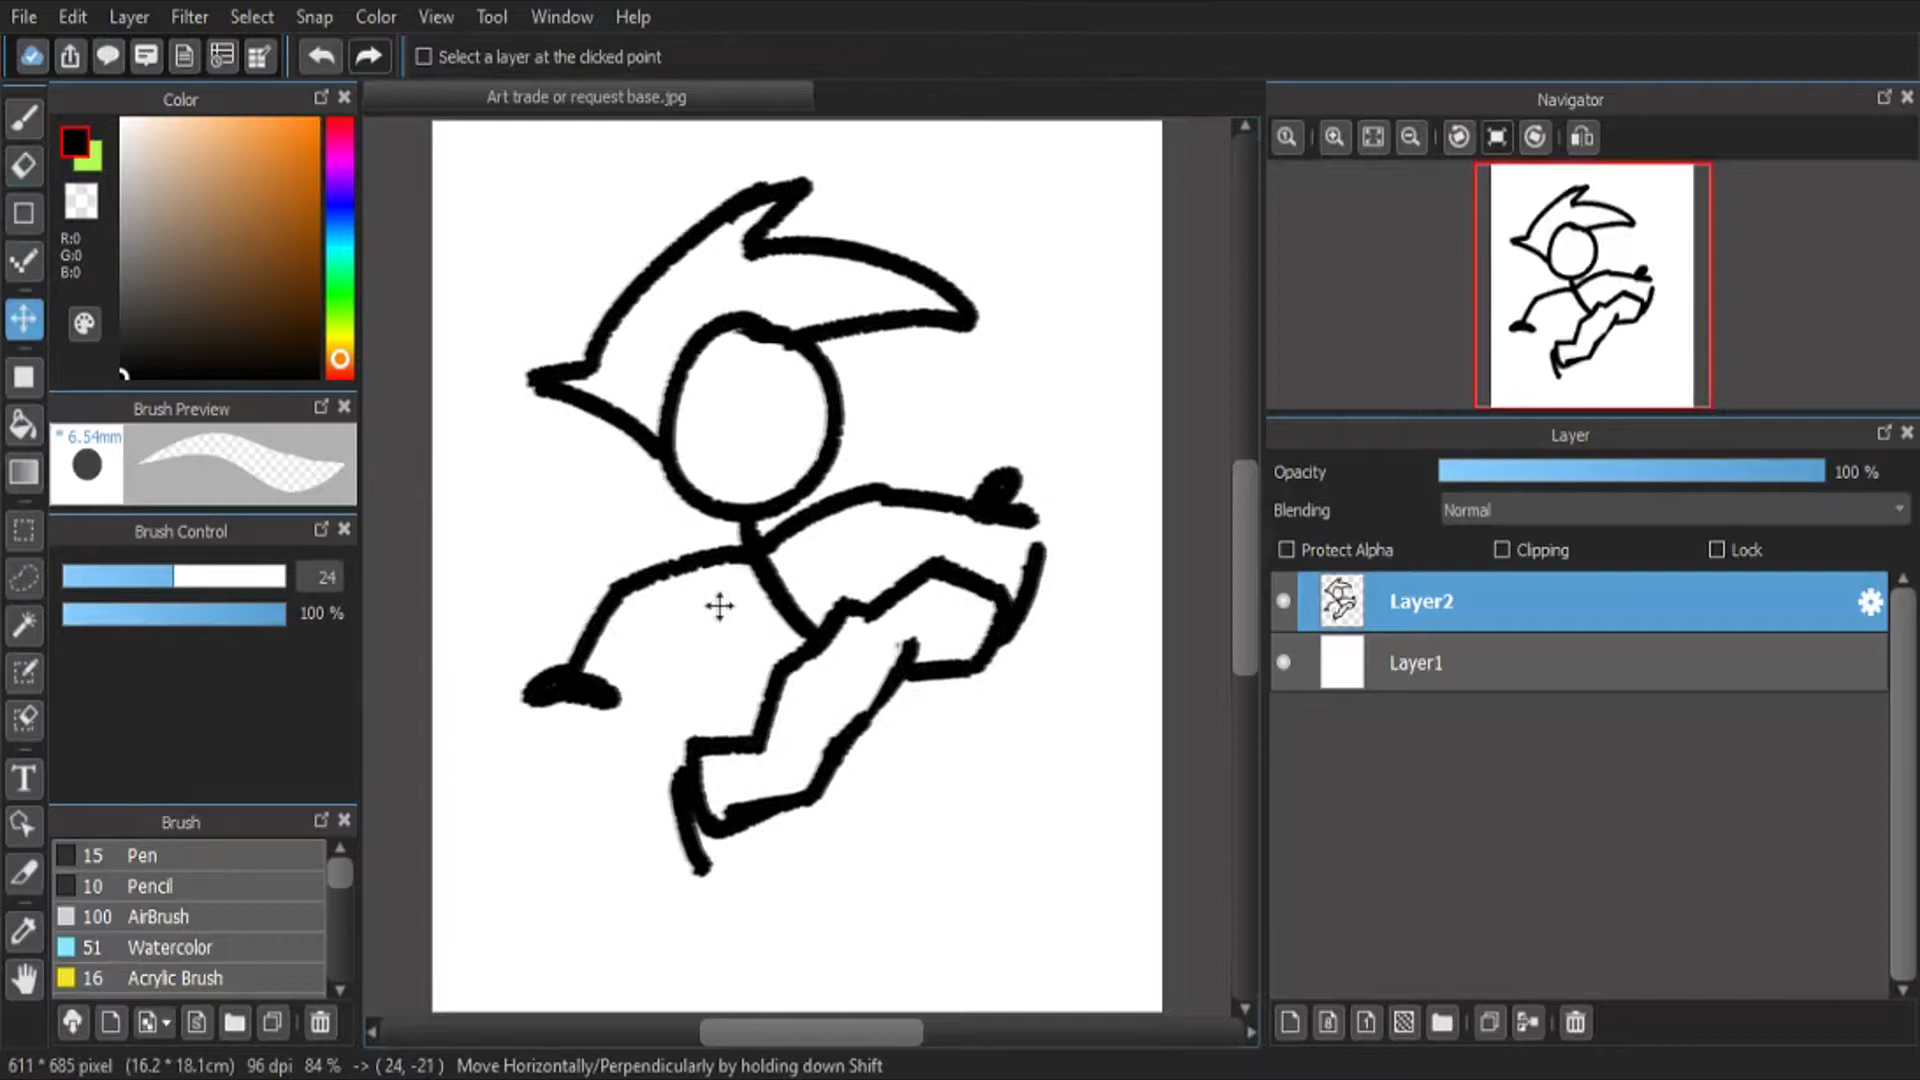 File Edit Layer Filter Select Snap Color View Tool Window Help
Select a layer at the clicked point
Color
Art trade or request base.jpg
Navigator
R:0
G:0
B:0
Brush Preview
* 6.54mm
Layer
Opacity 100 %
Blending Normal
Brush Control
Protect Alpha Clipping Lock
24
100 %
Layer2
Layer1
Brush
15 Pen
10 Pencil
100 AirBrush
51 Watercolor
16 Acrylic Brush
611 * 685 pixel (16.2 * 18.1cm) 96 dpi 84 % -> ( 24, -21 ) Move Horizontally/Perpendicularly by holding down Shift